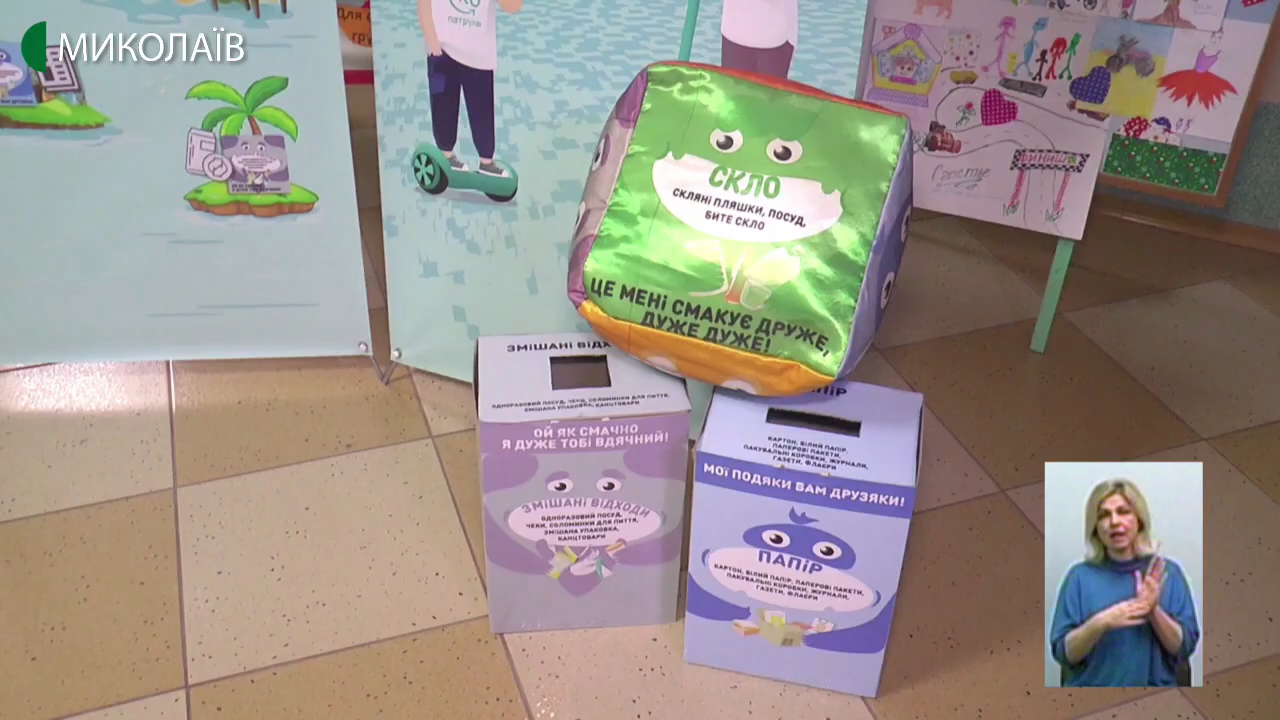 МИКОЛАЇВ
патруль
СКЛО
СКЛЯНІ ПЛЯШКИ, ПОСУД,
БИТЕ СКЛО
ЦЕ МЕНІ СМАКУЄ ДРУЖЕ,
ДУЖЕ ДУЖЕ!
ФИНИШ
ЗМІШАНІ
ОДНОРАЗОВИЙ ПОСУД, ЧЕКИ, СОЛОМИНКИ ДЛЯ ПИТТЯ,
ЗМІШАНА УПАКОВКА, КАНЦТОВАРИ
ОЙ ЯК СМАЧНО
Я ДУЖЕ ТОБІ ВДЯЧНИЙ!
ЗМІШАНІ ВІДХОДИ
ОДНОРАЗОВИЙ ПОСУД,
ЧЕКИ, СОЛОМИНКИ ДЛЯ ПИТТЯ,
ЗМІШАНА УПАКОВКА,
КАНЦТОВАРИ
КАРТОН, БІЛИЙ ПАПІР,
ПАПЕРОВІ ПАКЕТИ,
ПАКУВАЛЬНІ КОРОБКИ, ЖУРНАЛИ,
ГАЗЕТИ, ФЛАЄРИ
МОЇ ПОДЯКИ ВАМ ДРУЗЯКИ!
ПАПІР
КАРТОН, БІЛИЙ ПАПІР, ПАПЕРОВІ ПАКЕТИ,
ПАКУВАЛЬНІ КОРОБКИ, ЖУРНАЛИ,
ГАЗЕТИ, ФЛАЄРИ